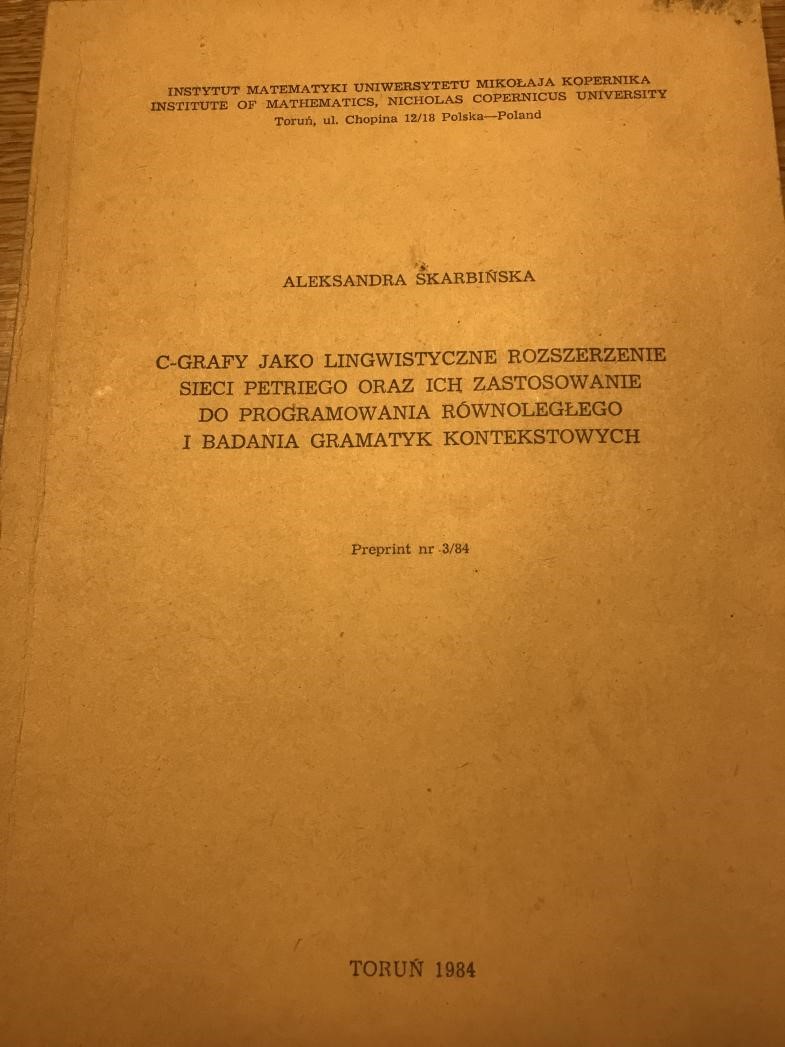 INSTYTUT MATEMATYKI UNIWERSYTETU MIKOŁAJA KOPERNIKA
INSTITUTE OF MATHEMATICS, NICHOLAS COPERNICUS UNIVERSITY
Toruń, ul. Chopina 12/18 Polska—Poland
ALEKSANDRA SKARBIŃSKA
C-GRAFY JAKO LINGWISTYCZNE ROZSZERZENIE
SIECI PETRIEGO ORAZ ICH ZASTOSOWANIE
DO PROGRAMOWANIA RÓWNOLEGŁEGO
I BADANIA GRAMATYK KONTEKSTOWYCH
Preprint nr 3/84
TORUŃ 1984